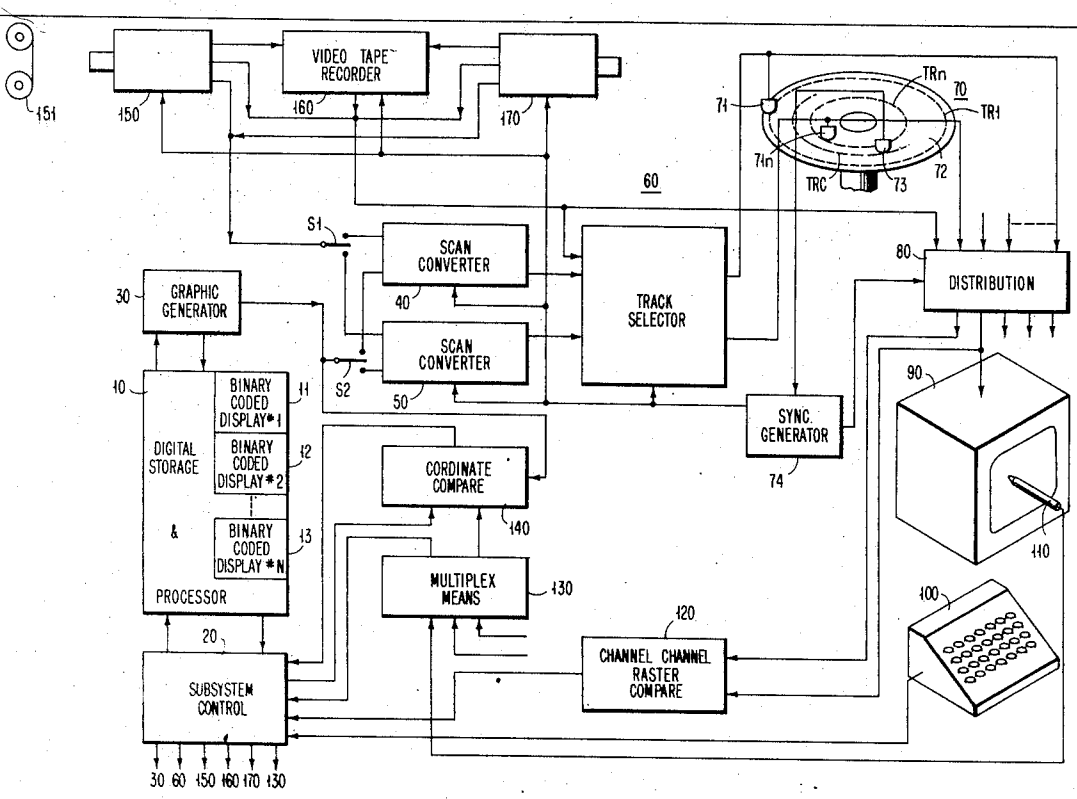 VIDEO TAPE
RECORDER
151
150
160
170
71
TRn
70
TR1
71n
TRC
73
72
60
S1
SCAN
CONVERTER
40
TRACK
SELECTOR
80
DISTRIBUTION
30
GRAPHIC
GENERATOR
SCAN
CONVERTER
50
S2
SYNC.
GENERATOR
74
90
110
10
DIGITAL
STORAGE
&
PROCESSOR
BINARY
CODED
DISPLAY#1
11
BINARY
CODED
DISPLAY#2
12
BINARY
CODED
DISPLAY#N
13
CORDINATE
COMPARE
140
MULTIPLEX
MEANS
130
120
CHANNEL CHANNEL
RASTER
COMPARE
100
20
SUBSYSTEM
CONTROL
30 60 150 160 170 130